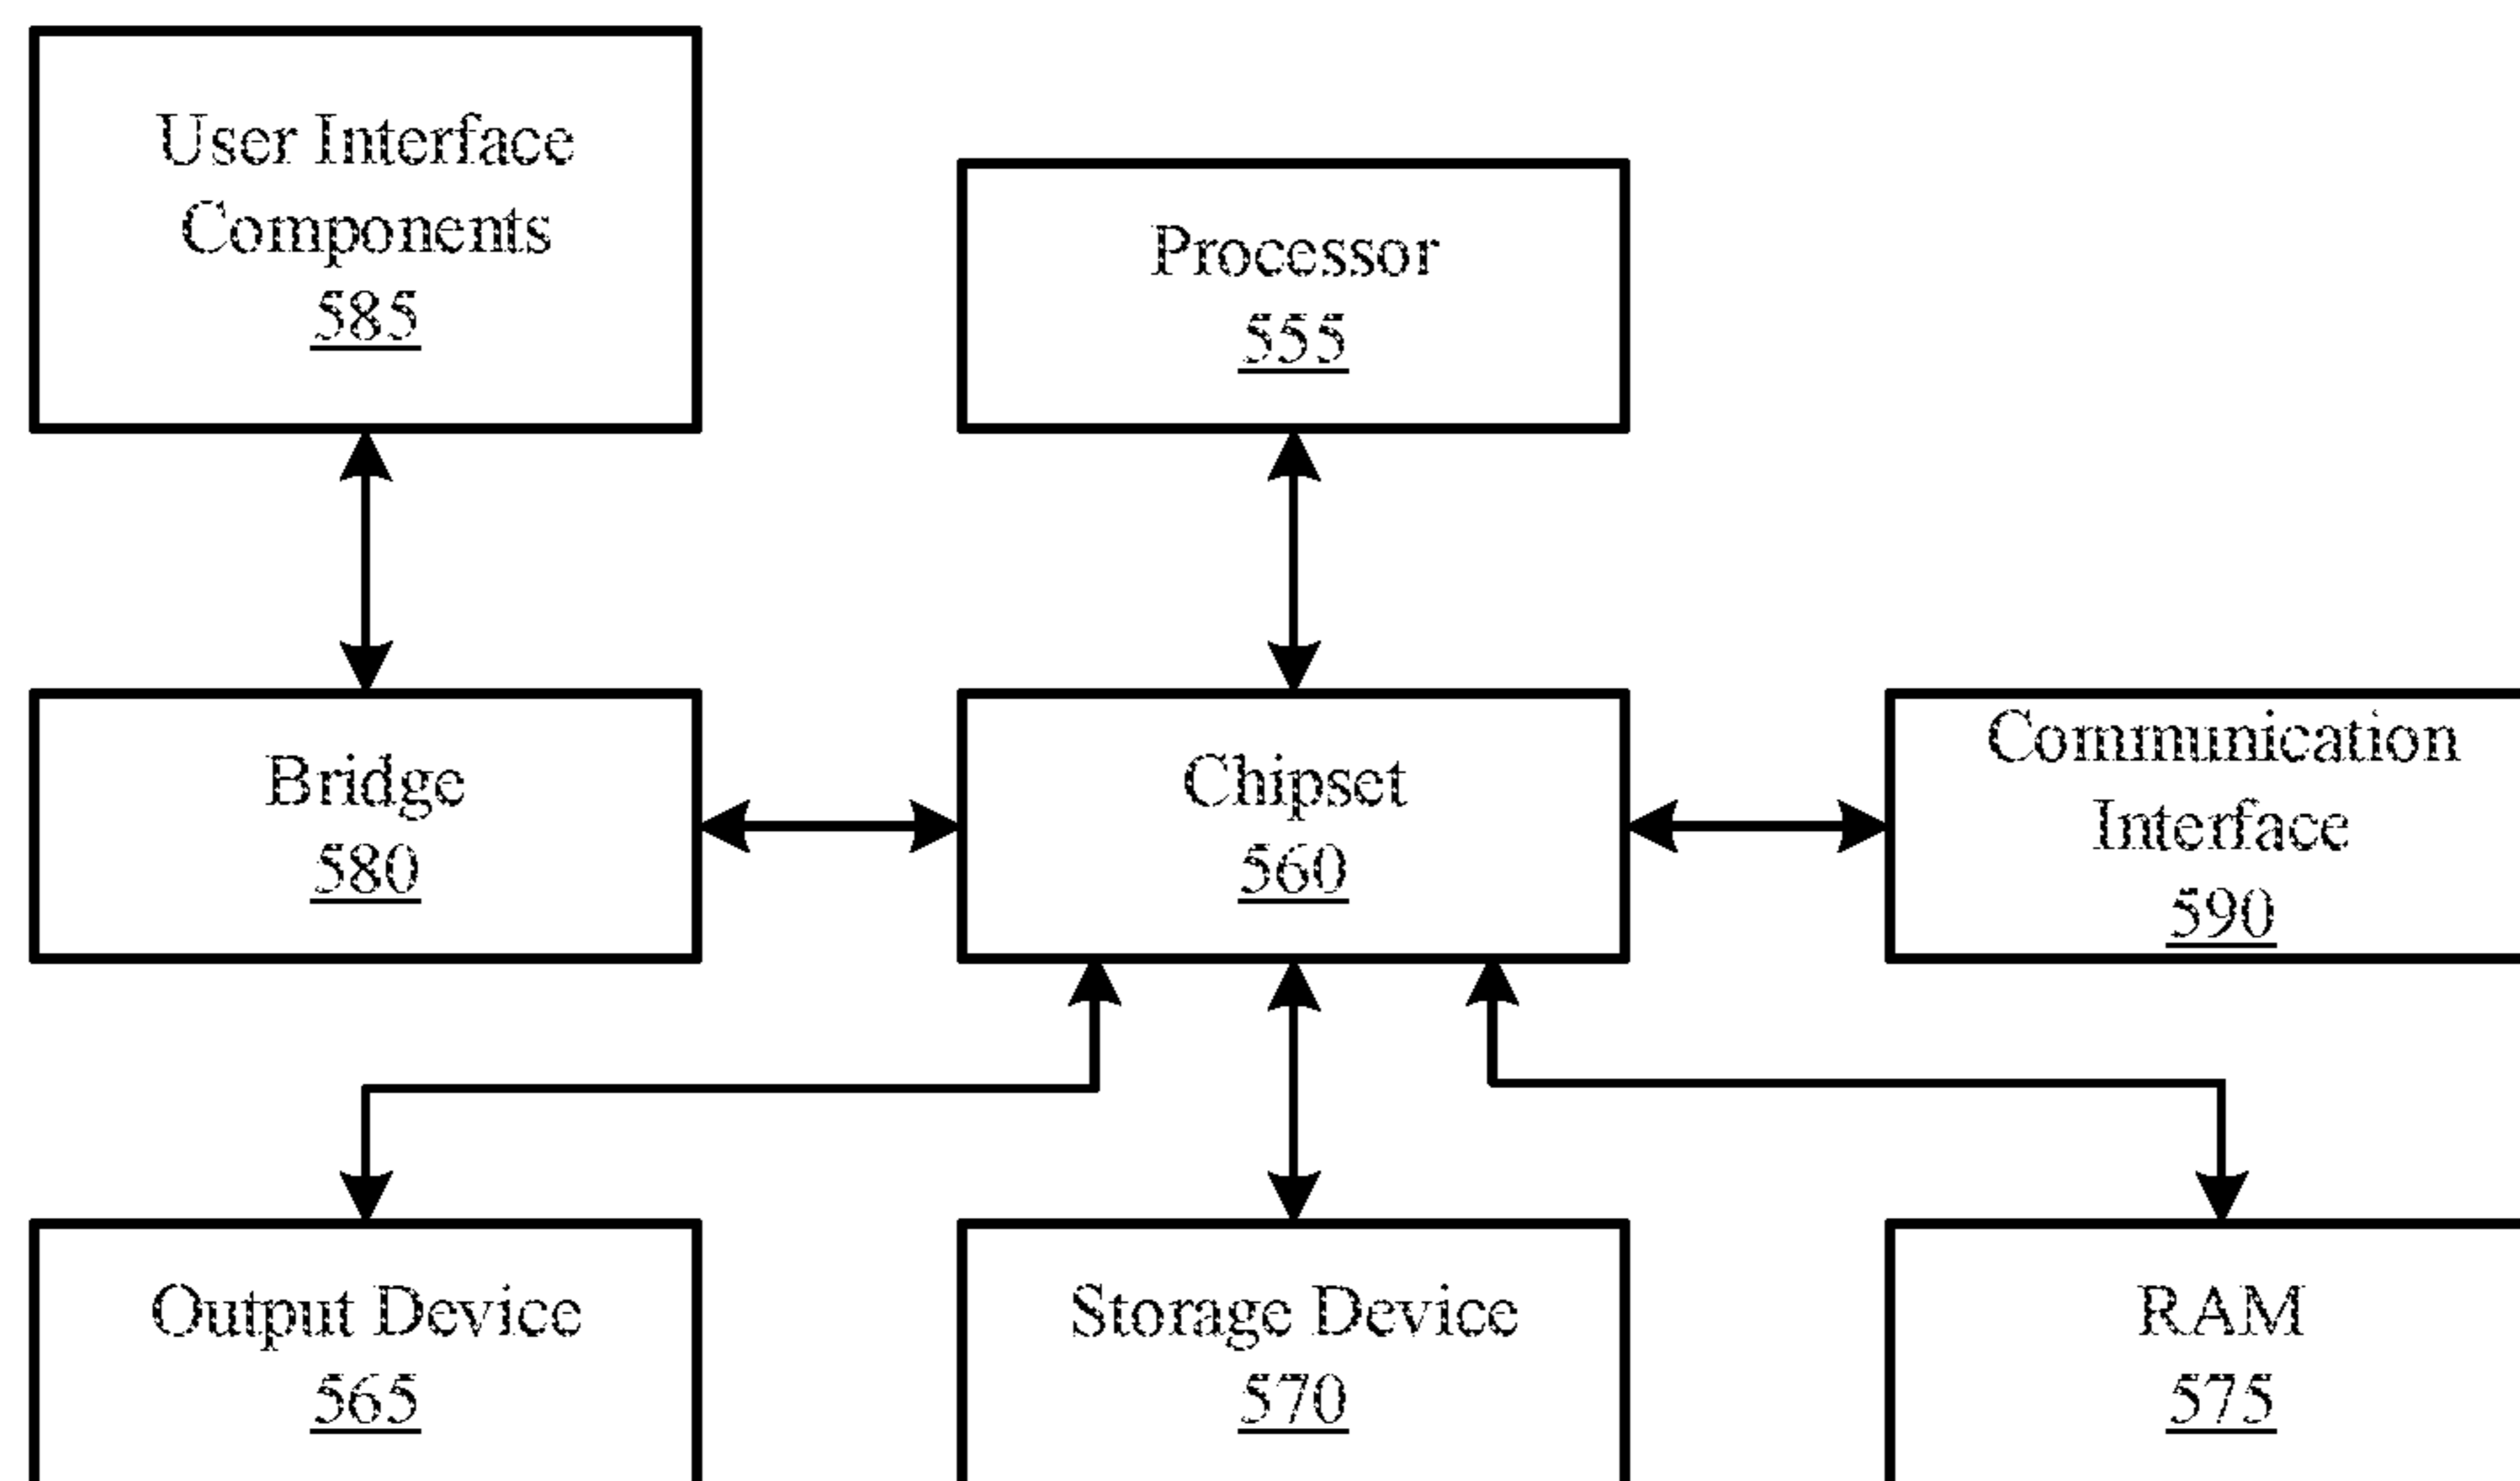 User Interface
Components
585
Processor
555
Bridge
580
Chipset
560
Communication
Interface
590
Output Device
565
Storage Device
570
RAM
575